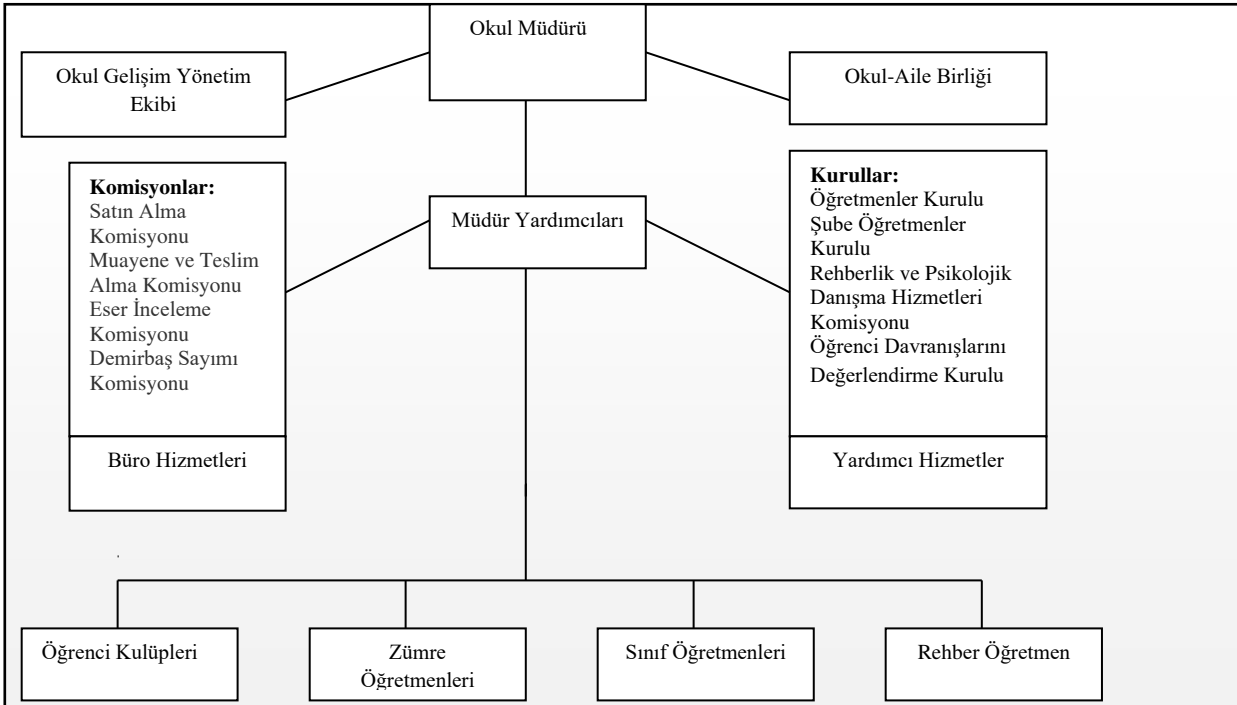 Okul Müdürü
Okul Gelişim Yönetim
Ekibi
Okul-Aile Birliği
Komisyonlar:
Satın Alma
Komisyonu
Muayene ve Teslim
Alma Komisyonu
Eser İnceleme
Komisyonu
Demirbaş Sayımı
Komisyonu
Müdür Yardımcıları
Kurullar:
Öğretmenler Kurulu
Şube Öğretmenler
Kurulu
Rehberlik ve Psikolojik
Danışma Hizmetleri
Komisyonu
Öğrenci Davranışlarını
Değerlendirme Kurulu
Büro Hizmetleri
Yardımcı Hizmetler
Öğrenci Kulüpleri
Zümre
Öğretmenleri
Sınıf Öğretmenleri
Rehber Öğretmen